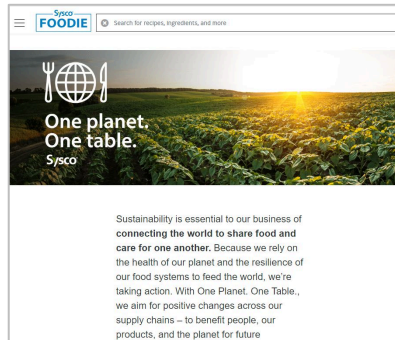 Sysco
FOODIE
Search for recipes, ingredients, and more
One planet.
One table.
Sysco
Sustainability is essential to our business of
connecting the world to share food and
care for one another. Because we rely on
the health of our planet and the resilience of
our food systems to feed the world, we're
taking action. With One Planet. One Table.,
we aim for positive changes across our
supply chains – to benefit people, our
products, and the planet for future